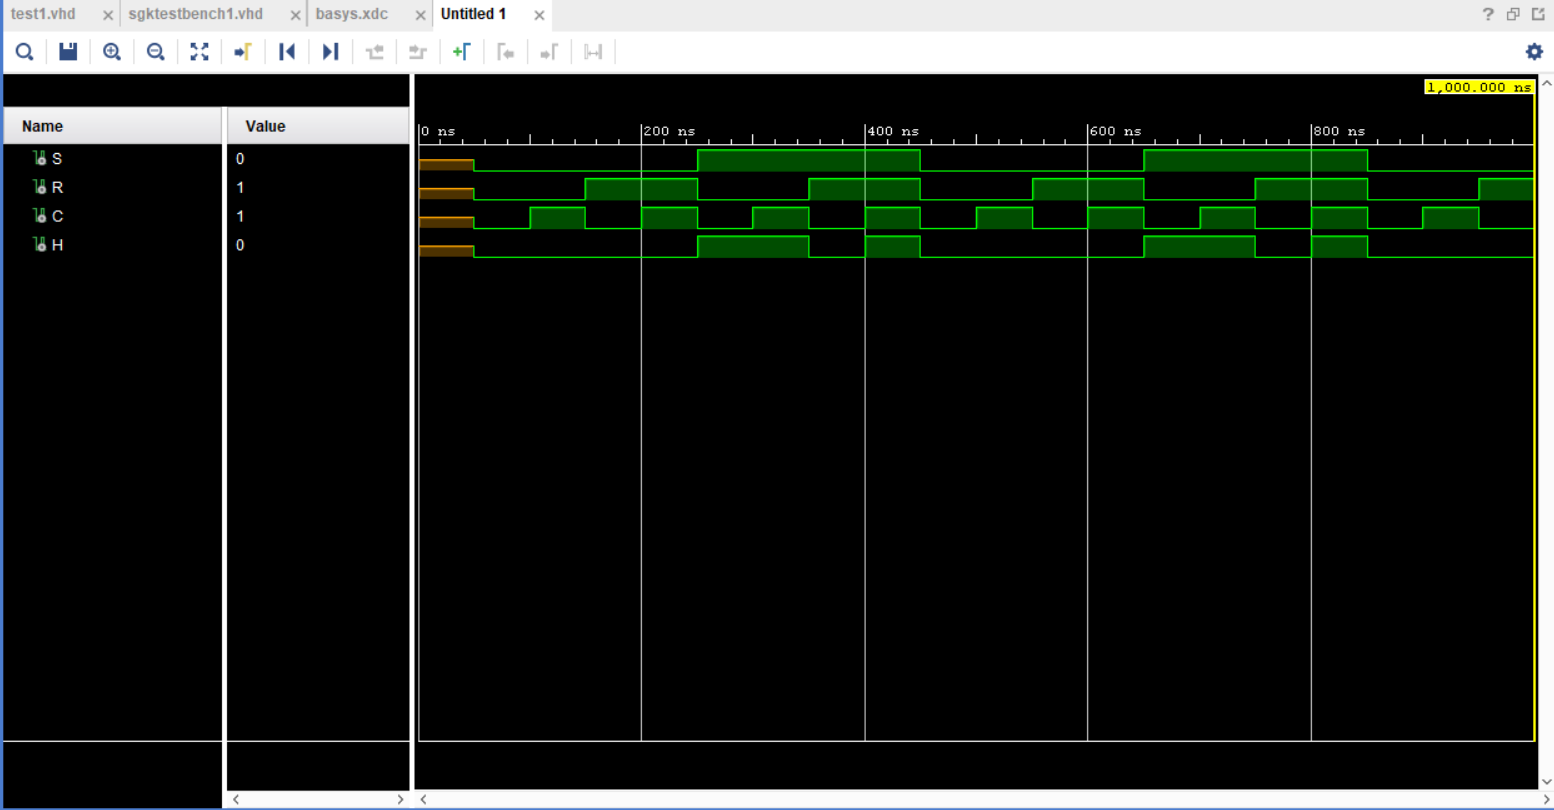 test1.vhd sgktestbench1.vhd basys.xdc Untitled 1
1,000.000 ns
Name Value
0 ns 200 ns 400 ns 600 ns 800 ns
S 0
R 1
C 1
H 0